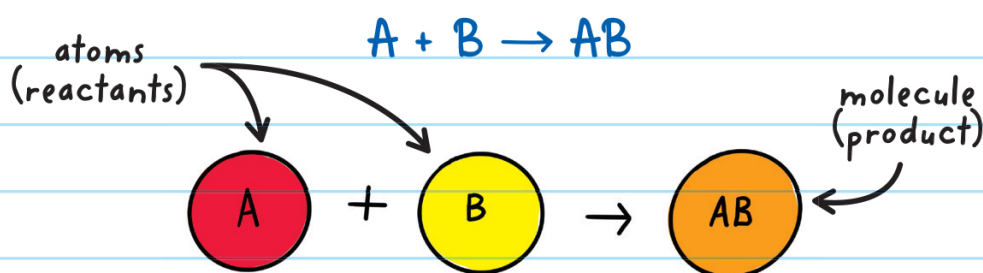 A + B → AB
atoms
(reactants)
molecule
(product)
A + B → AB